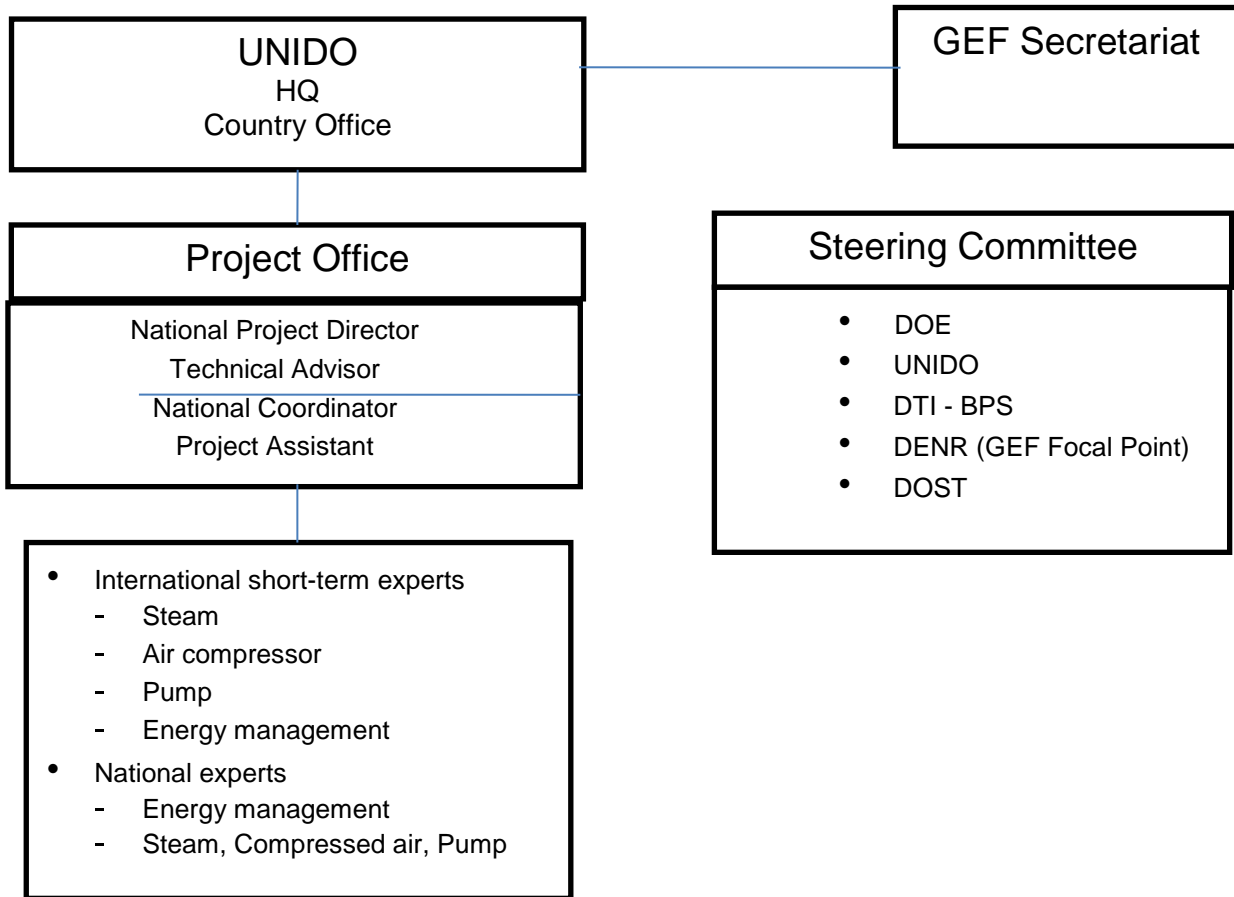 UNIDO
HQ
Country Office
GEF Secretariat
Project Office
National Project Director
Technical Advisor
National Coordinator
Project Assistant
Steering Committee
• DOE
• UNIDO
• DTI - BPS
• DENR (GEF Focal Point)
• DOST
• International short-term experts
- Steam
- Air compressor
- Pump
- Energy management
• National experts
- Energy management
- Steam, Compressed air, Pump